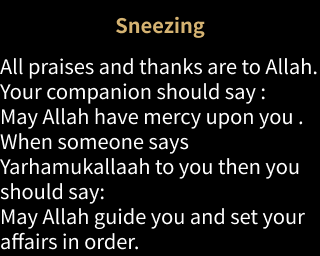 Sneezing
All praises and thanks are to Allah.
Your companion should say :
May Allah have mercy upon you .
When someone says
Yarhamukallaah to you then you
should say:
May Allah guide you and set your
affairs in order.